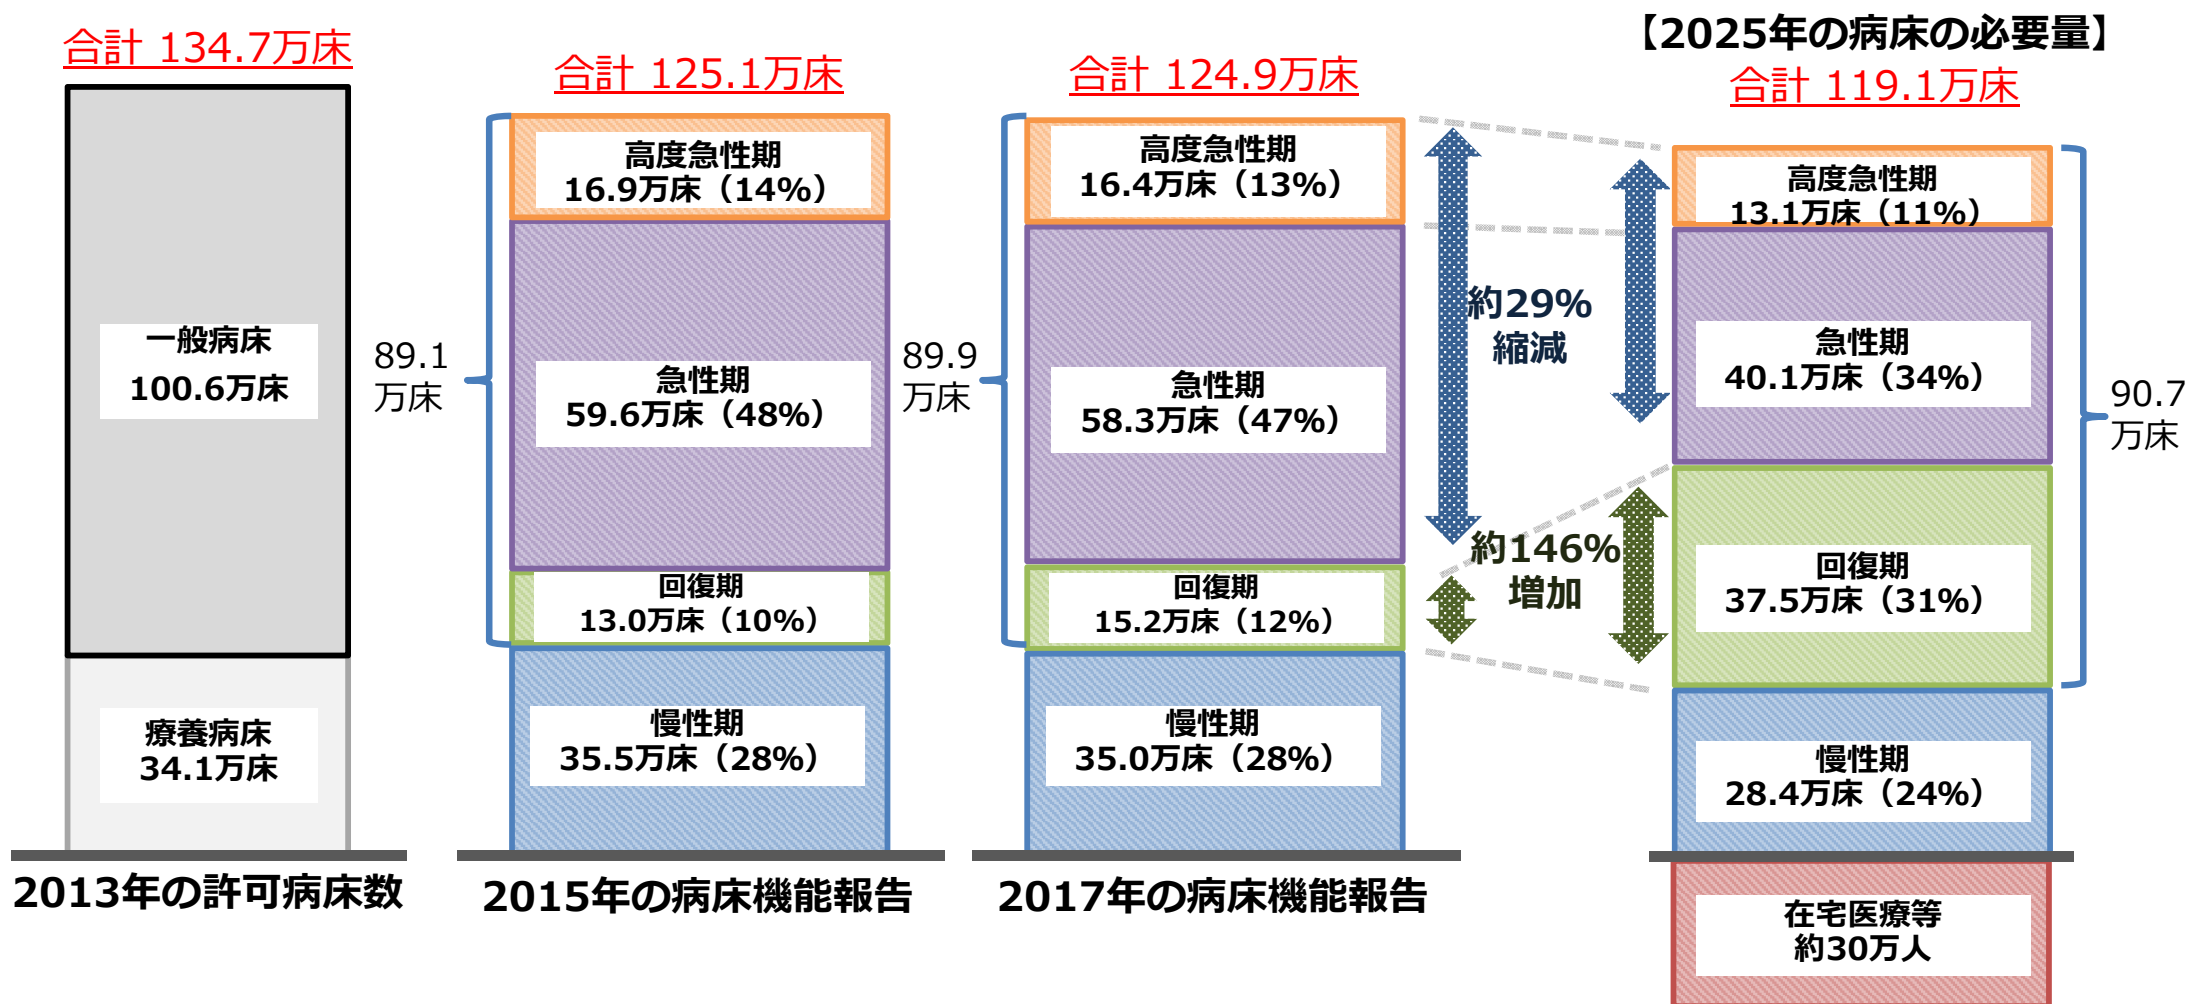 合計 134.7万床
一般病床
100.6万床
療養病床
34.1万床
2013年の許可病床数
合計 125.1万床
89.1
万床
高度急性期
16.9万床（14%）
急性期
59.6万床（48%）
回復期
13.0万床（10%）
慢性期
35.5万床（28%）
2015年の病床機能報告
合計 124.9万床
89.9
万床
高度急性期
16.4万床（13%）
急性期
58.3万床（47%）
回復期
15.2万床（12%）
慢性期
35.0万床（28%）
2017年の病床機能報告
約29%
縮減
約146%
増加
【2025年の病床の必要量】
合計 119.1万床
高度急性期
13.1万床（11%）
急性期
40.1万床（34%）
回復期
37.5万床（31%）
慢性期
28.4万床（24%）
90.7
万床
在宅医療等
約30万人